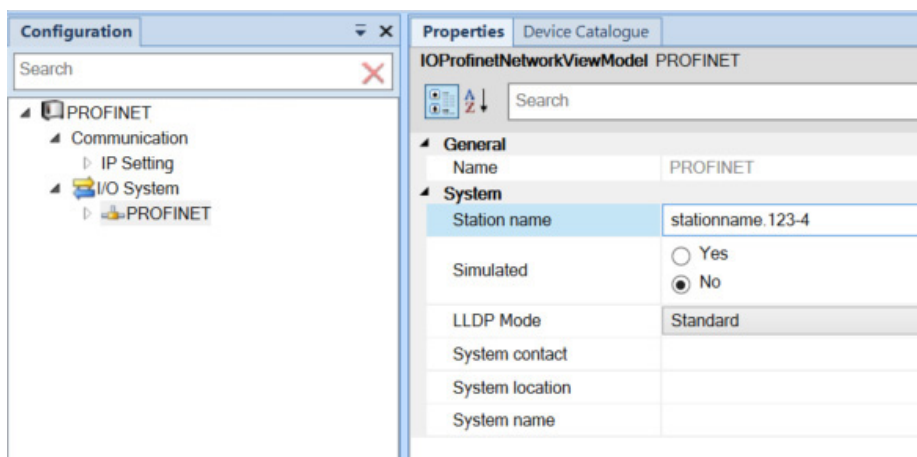 Configuration
Search
PROFINET
Communication
IP Setting
I/O System
PROFINET
Properties Device Catalogue
IOProfinetNetworkViewModel PROFINET
Search
General
Name PROFINET
System
Station name stationname.123-4
Simulated
Yes
No
LLDP Mode Standard
System contact
System location
System name